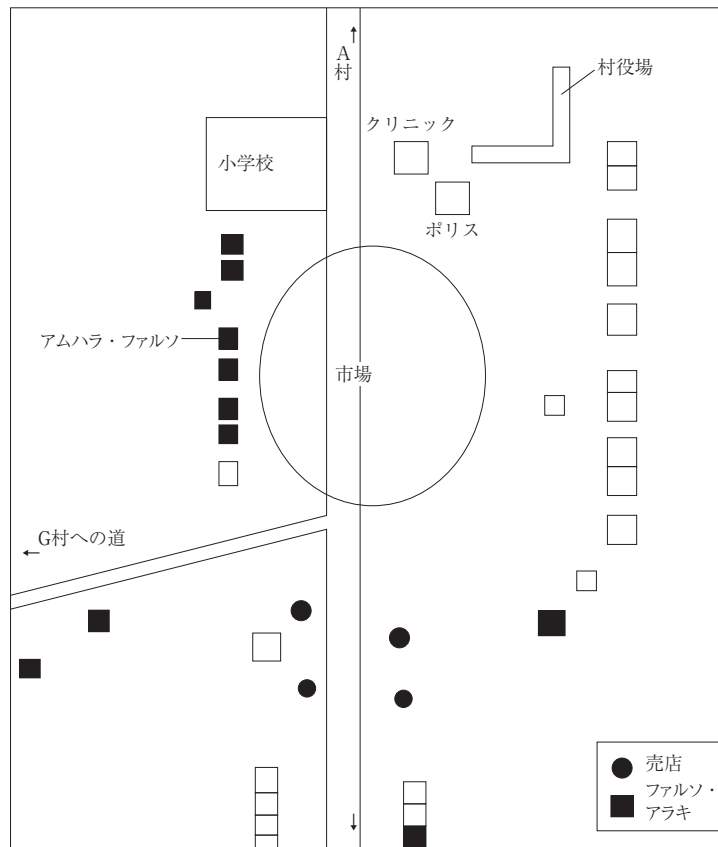 A村
村役場
クリニック
小学校
ポリス
アムハラ・ファルソ
市場
G村への道
売店
ファルソ・
アラキ